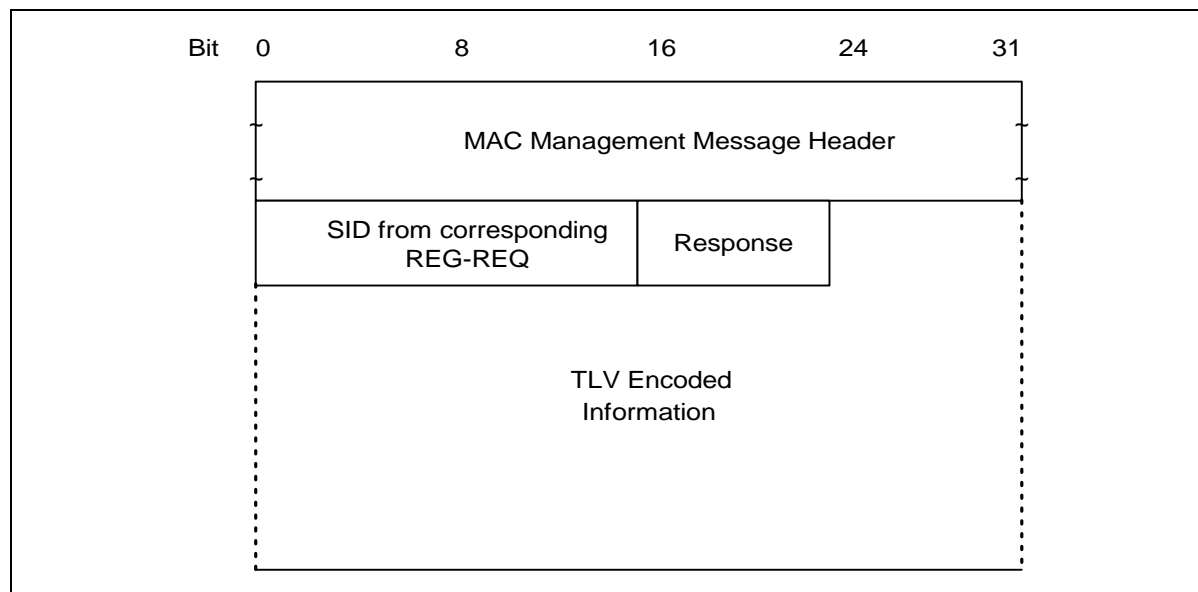 Bit 0 8 16 24 31
MAC Management Message Header
SID from corresponding
REG-REQ
Response
TLV Encoded
Information